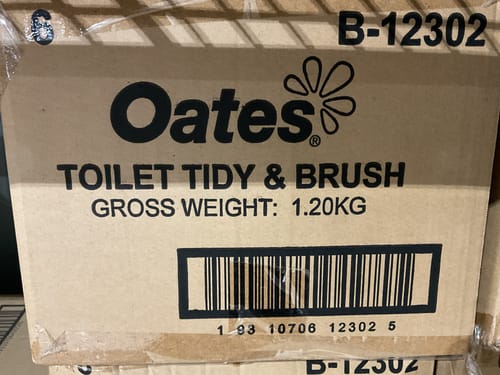 6 B-12302
Oates®
TOILET TIDY & BRUSH
GROSS WEIGHT: 1.20KG
1 93 10706 12302 5
B-12302